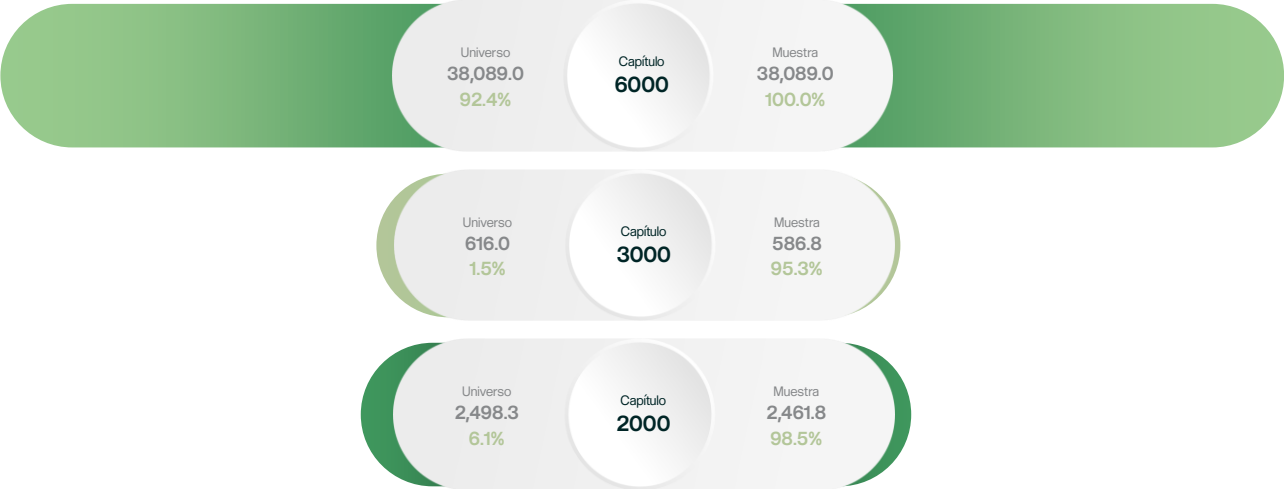 Universo
38,089.0
92.4%
Capítulo
6000
Muestra
38,089.0
100.0%
Universo
616.0
1.5%
Capítulo
3000
Muestra
586.8
95.3%
Universo
2,498.3
6.1%
Capítulo
2000
Muestra
2,461.8
98.5%